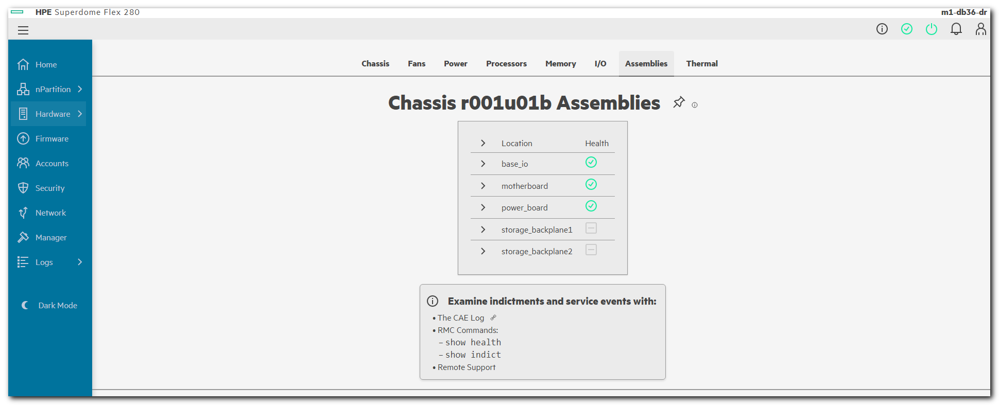 HPE Superdome Flex 280
m1-db36-dr
Home
nPartition
Hardware
Firmware
Accounts
Security
Network
Manager
Logs
Dark Mode
Chassis Fans Power Processors Memory I/O Assemblies Thermal
Chassis r001u01b Assemblies
Location Health
base_io
motherboard
power_board
storage_backplane1
storage_backplane2
Examine indictments and service events with:
• The CAE Log
• RMC Commands:
– show health
– show indict
• Remote Support